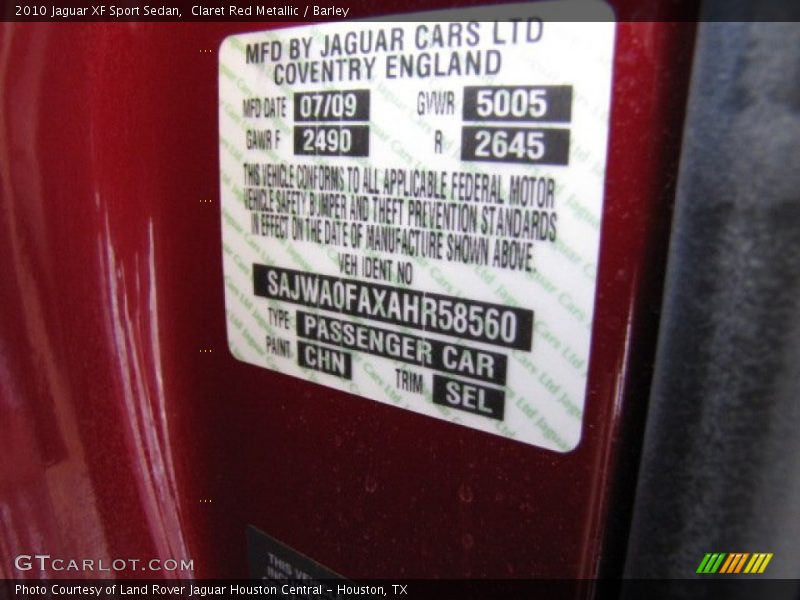 2010 Jaguar XF Sport Sedan,  Claret Red Metallic / Barley
MFD BY JAGUAR CARS LTD
COVENTRY ENGLAND
MFD DATE 07/09 GVWR 5005
GAWR F 2490 R 2645
THIS VEHICLE CONFORMS TO ALL APPLICABLE FEDERAL MOTOR
VEHICLE SAFETY BUMPER AND THEFT PREVENTION STANDARDS
IN EFFECT ON THE DATE OF MANUFACTURE SHOWN ABOVE.
VEH IDENT NO
SAJWA0FAXAHR58560
TYPE PASSENGER CAR
PAINT CHN TRIM SEL
THIS
GTCARLOT.COM
Photo Courtesy of Land Rover Jaguar Houston Central - Houston, TX